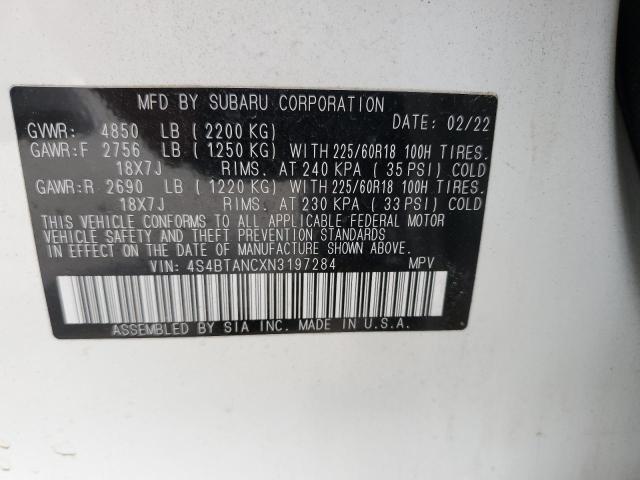 MFD BY SUBARU CORPORATION
DATE: 02/22
GVWR: 4850 LB (2200 KG)
GAWR:F 2756 LB (1250 KG) WITH 225/60R18 100H TIRES.
18X7J RIMS. AT 240 KPA (35 PSI) COLD
GAWR:R 2690 LB (1220 KG) WITH 225/60R18 100H TIRES.
18X7J RIMS. AT 230 KPA (33 PSI) COLD
THIS VEHICLE CONFORMS TO ALL APPLICABLE FEDERAL MOTOR
VEHICLE SAFETY AND THEFT PREVENTION STANDARDS
IN EFFECT ON THE DATE OF MANUFACTURE SHOWN ABOVE.
VIN: 4S4BTANCXN3197284 MPV
ASSEMBLED BY SIA INC. MADE IN U.S.A.